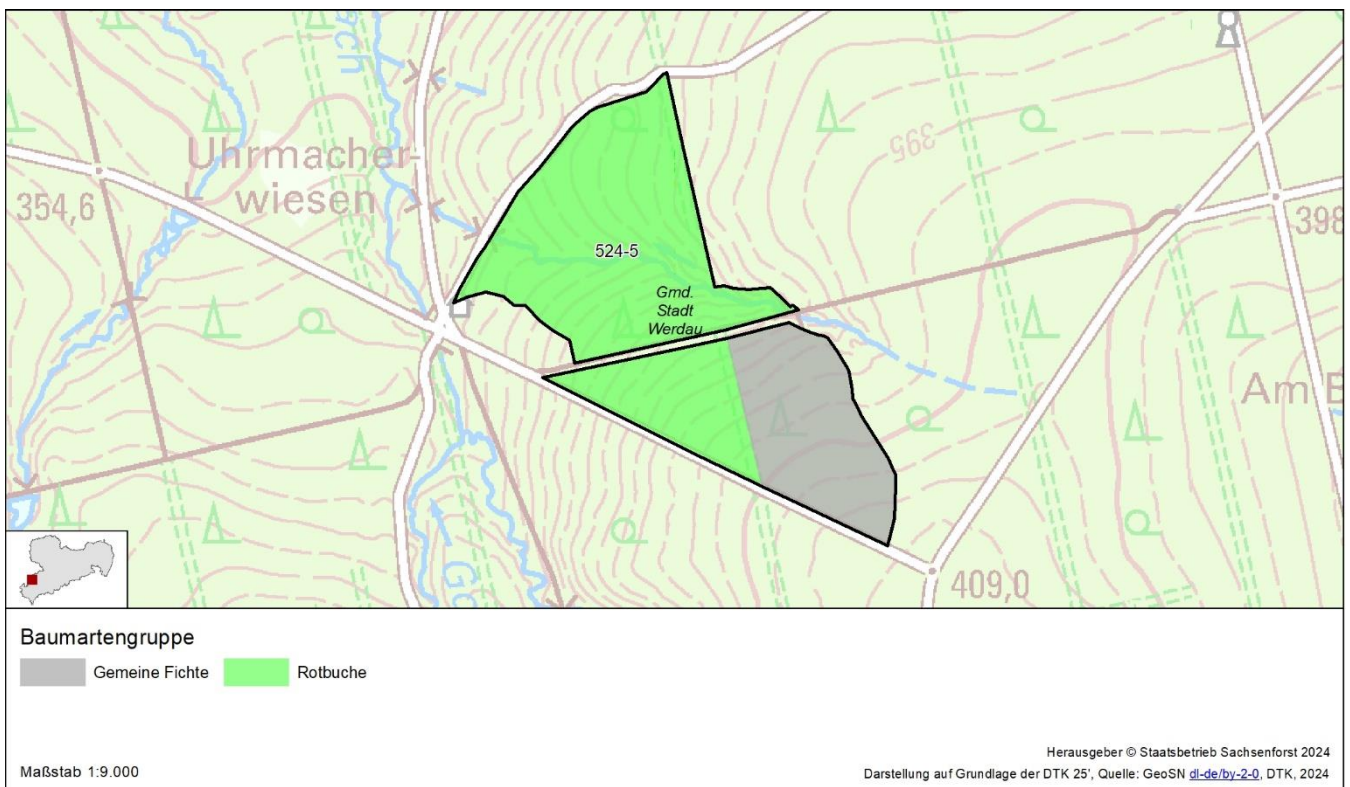 ach
395
Uhrmacher-
wiesen
354,6
398
524-5
Gmd.
Stadt
Werdau
Am
409,0
Baumartengruppe
Gemeine Fichte
Rotbuche
Herausgeber © Staatsbetrieb Sachsenforst 2024
Maßstab 1:9.000
Darstellung auf Grundlage der DTK 25', Quelle: GeoSN dl-de/by-2-0, DTK, 2024